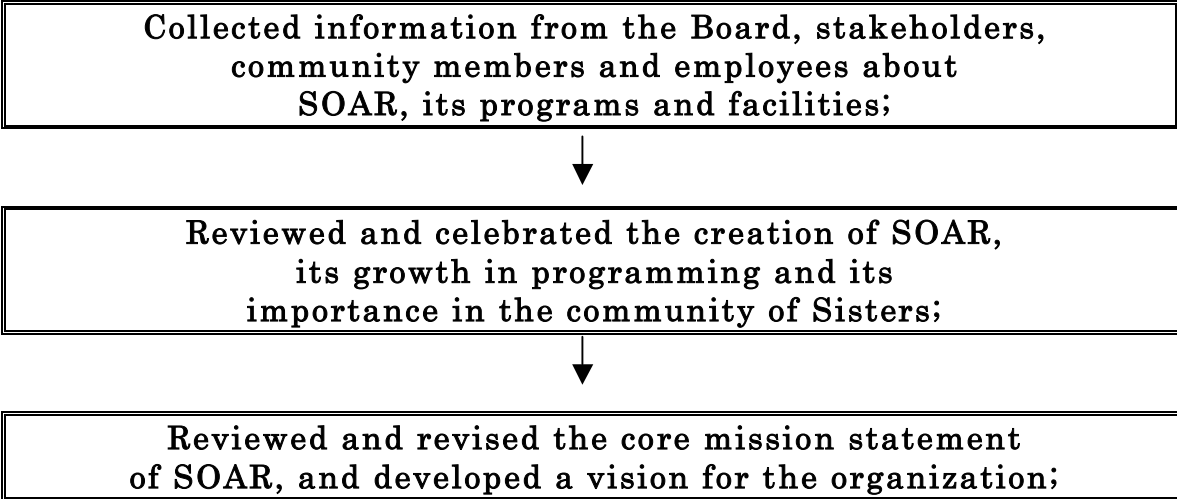 Collected information from the Board, stakeholders,
community members and employees about
SOAR, its programs and facilities;
Reviewed and celebrated the creation of SOAR,
its growth in programming and its
importance in the community of Sisters;
Reviewed and revised the core mission statement
of SOAR, and developed a vision for the organization;